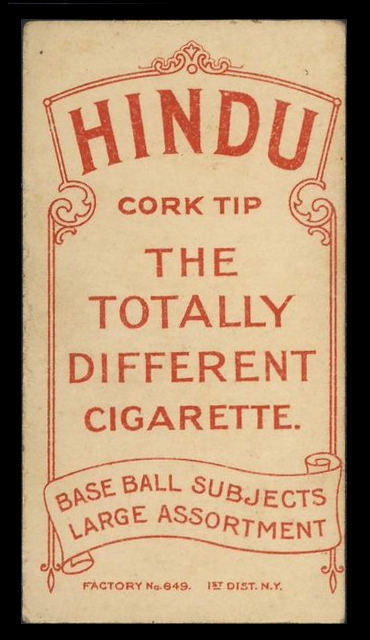 HINDU
CORK TIP
THE
TOTALLY
DIFFERENT
CIGARETTE.
BASE BALL SUBJECTS
LARGE ASSORTMENT
FACTORY No. 649. 1ST DIST. N.Y.